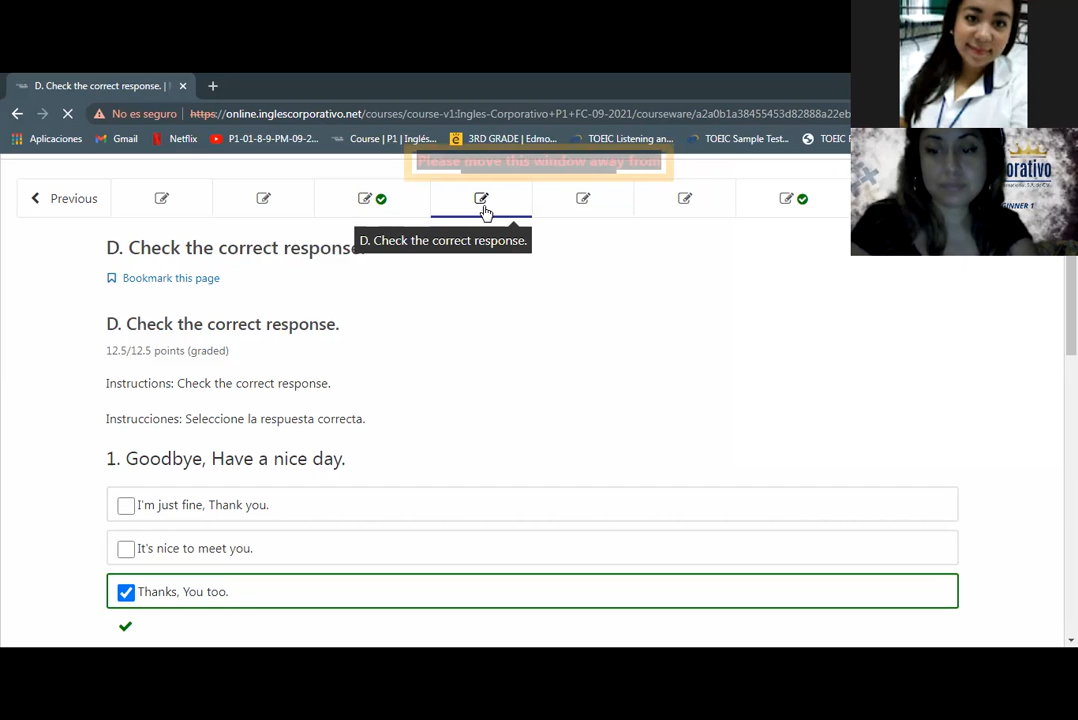 D. Check the correct response. |
No es seguro https://online.inglescorporativo.net/courses/course-v1:Ingles-Corporativo+P1+FC-09-2021/courseware/a2a0b1a38455453d82888a22eb
Aplicaciones Gmail Netflix P1-01-8-9-PM-09-2... Course | P1 | Inglés... 3RD GRADE | Edmo... TOEIC Listening an... TOEIC Sample Test... TOEIC
Please move this window away from
Previous
D. Check the correct response.
D. Check the correct response
Bookmark this page
D. Check the correct response.
12.5/12.5 points (graded)
Instructions: Check the correct response.
Instrucciones: Seleccione la respuesta correcta.
1. Goodbye, Have a nice day.
I'm just fine, Thank you.
It's nice to meet you.
Thanks, You too.
orativo
GINNER 1